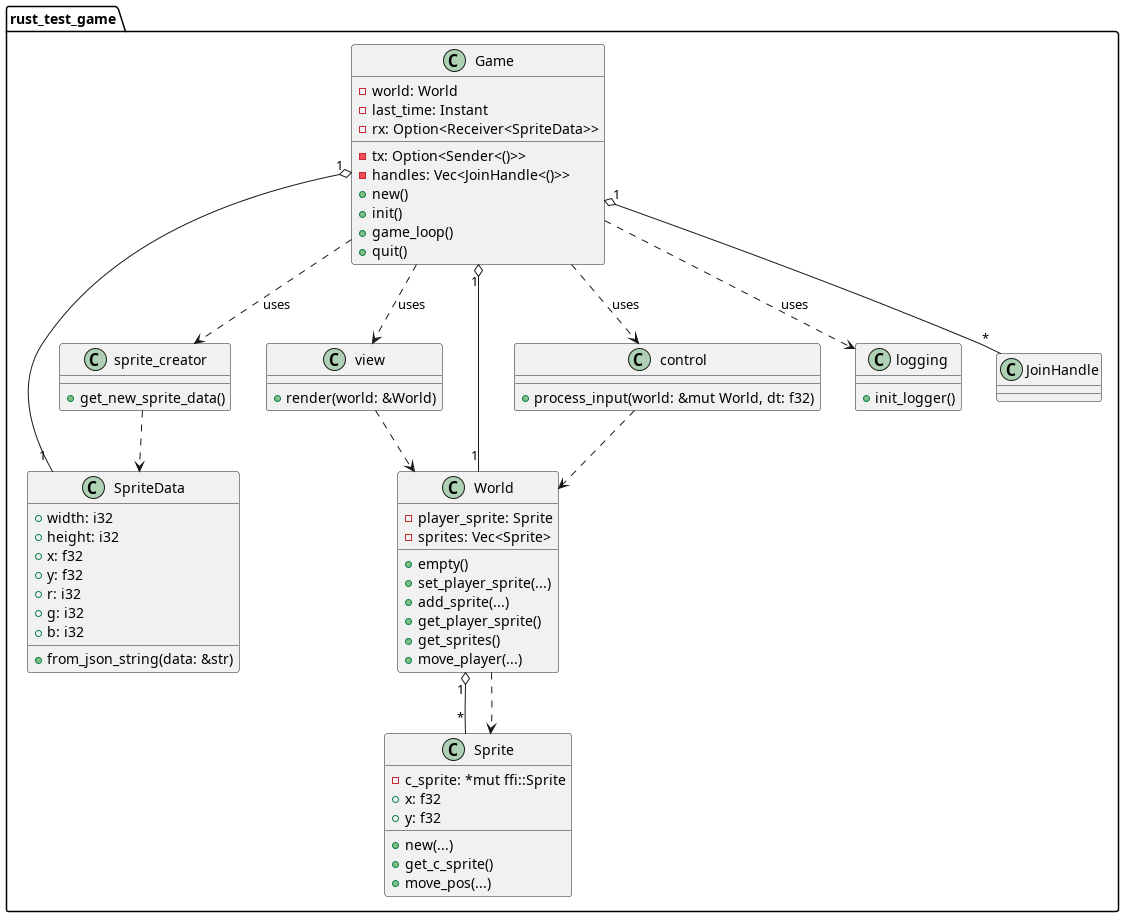 rust_test_game
C Game
world: World
last_time: Instant
rx: Option<Receiver<SpriteData>>
tx: Option<Sender<()>>
handles: Vec<JoinHandle<()>>
new()
init()
game_loop()
quit()
1
1
1
uses
uses
uses
uses
C sprite_creator
get_new_sprite_data()
C view
render(world: &World)
C control
process_input(world: &mut World, dt: f32)
C logging
init_logger()
*
C JoinHandle
1
1
C SpriteData
width: i32
height: i32
x: f32
y: f32
r: i32
g: i32
b: i32
from_json_string(data: &str)
C World
player_sprite: Sprite
sprites: Vec<Sprite>
empty()
set_player_sprite(...)
add_sprite(...)
get_player_sprite()
get_sprites()
move_player(...)
1
*
C Sprite
c_sprite: *mut ffi::Sprite
x: f32
y: f32
new(...)
get_c_sprite()
move_pos(...)